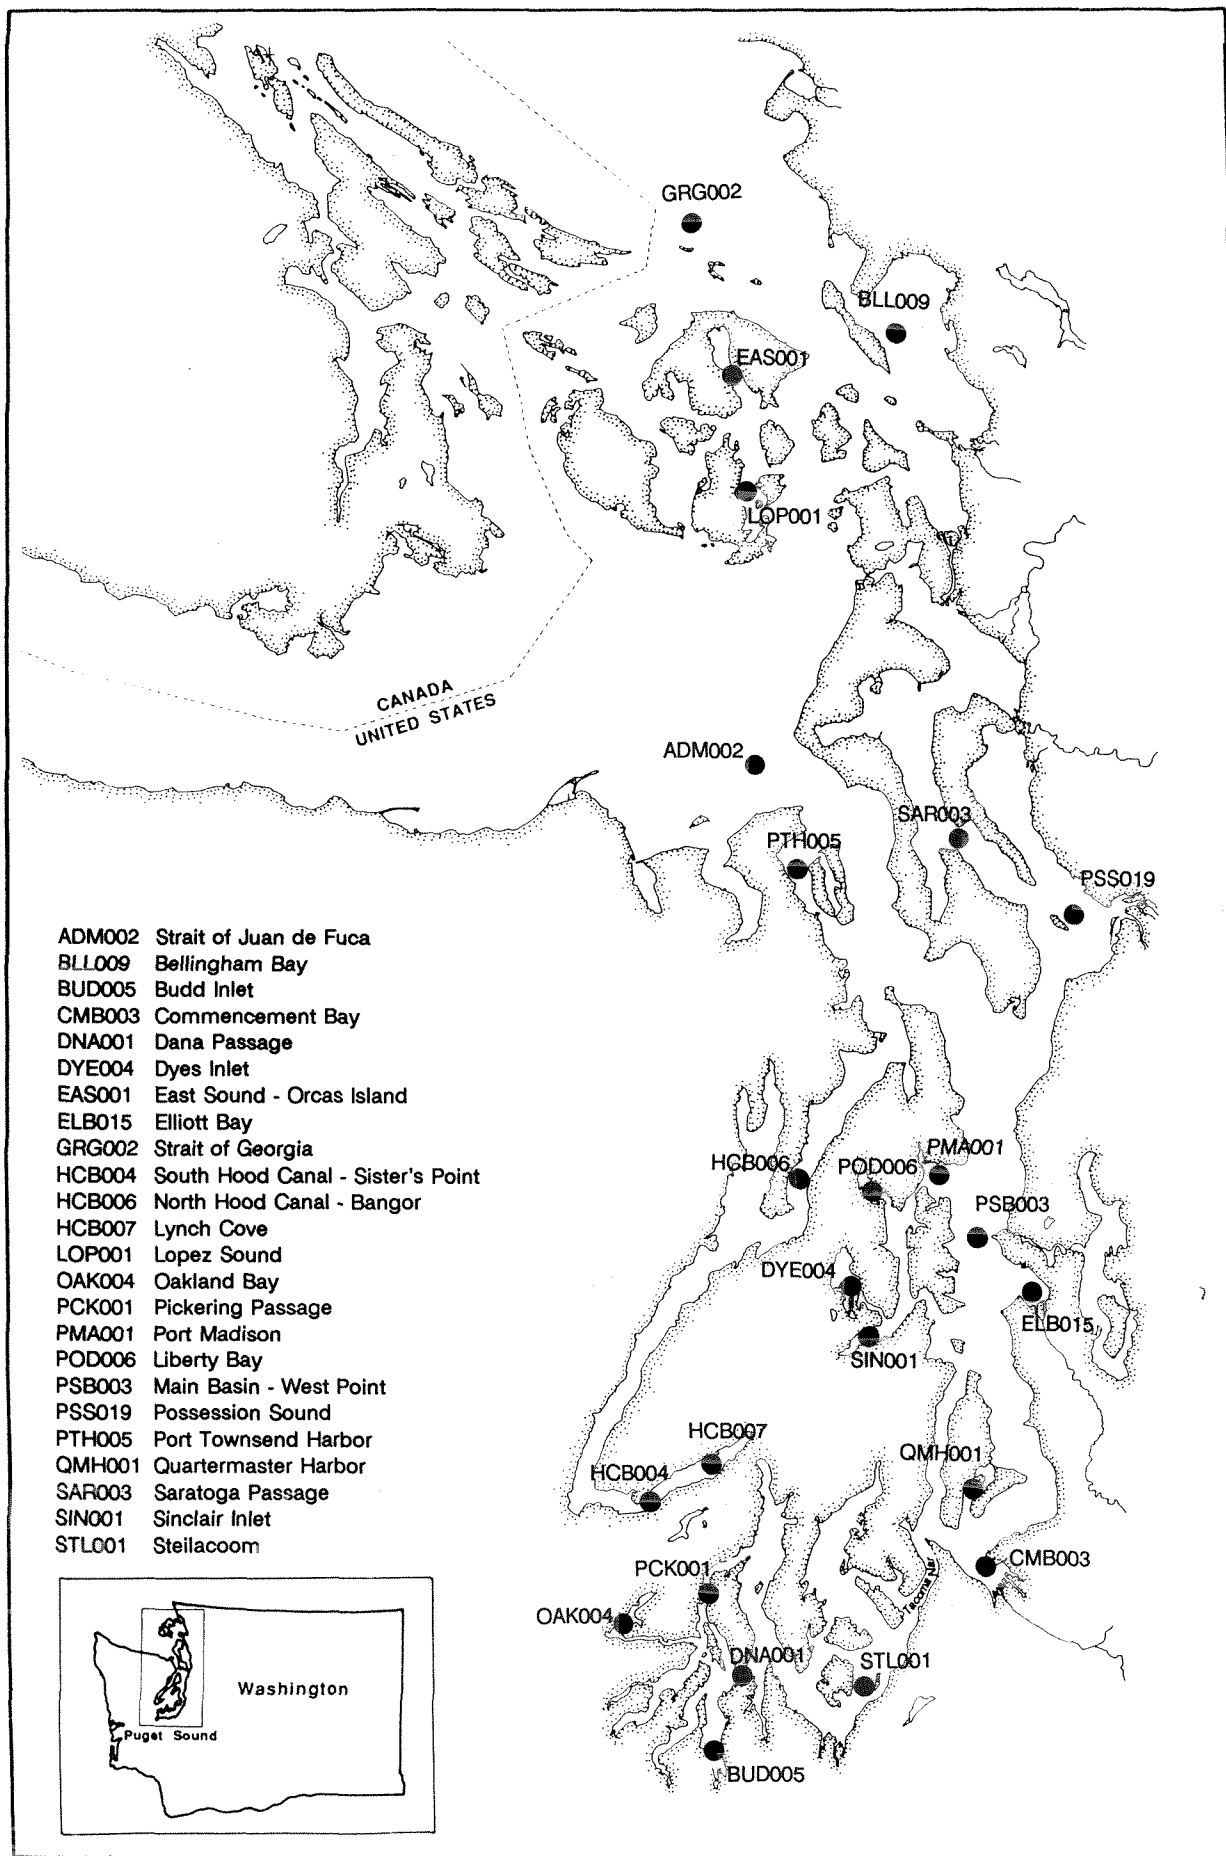 GRG002
BLL009
EAS001
LOP001
CANADA
UNITED STATES
ADM002
SAR003
PTH005
PSS019
ADM002 Strait of Juan de Fuca
BLL009 Bellingham Bay
BUD005 Budd Inlet
CMB003 Commencement Bay
DNA001 Dana Passage
DYE004 Dyes Inlet
EAS001 East Sound - Orcas Island
ELB015 Elliott Bay
GRG002 Strait of Georgia
HCB004 South Hood Canal - Sister's Point
HCB006 North Hood Canal - Bangor
HCB007 Lynch Cove
LOP001 Lopez Sound
OAK004 Oakland Bay
PCK001 Pickering Passage
PMA001 Port Madison
POD006 Liberty Bay
PSB003 Main Basin - West Point
PSS019 Possession Sound
PTH005 Port Townsend Harbor
QMH001 Quartermaster Harbor
SAR003 Saratoga Passage
SIN001 Sinclair Inlet
STL001 Steilacoom
HCB006
POD006
PMA001
PSB003
DYE004
ELB015
SIN001
HCB007
HCB004
QMH001
PCK001
CMB003
Tacoma Nar
OAK004
DNA001
STL001
BUD005
Washington
Puget Sound